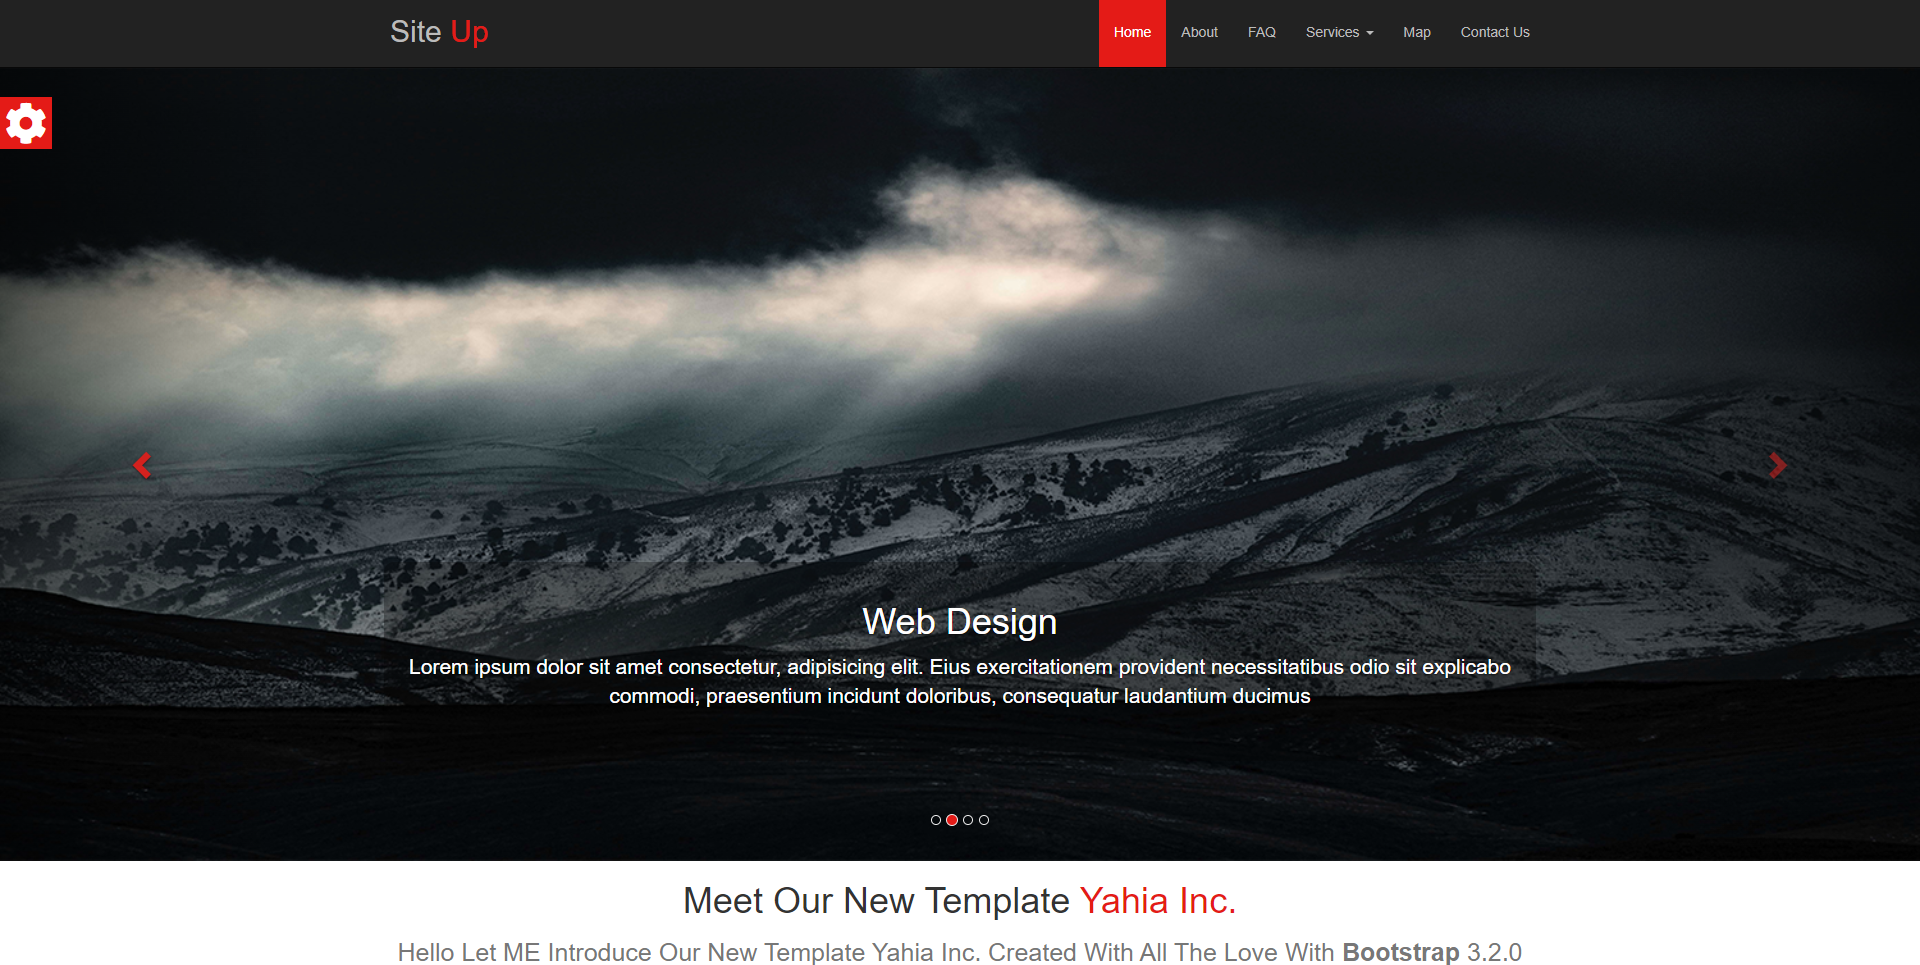 Site Up
Home About FAQ Services Map Contact Us
Web Design
Lorem ipsum dolor sit amet consectetur, adipisicing elit. Eius exercitationem provident necessitatibus odio sit explicabo
commodi, praesentium incidunt doloribus, consequatur laudantium ducimus
Meet Our New Template Yahia Inc.
Hello Let ME Introduce Our New Template Yahia Inc. Created With All The Love With Bootstrap 3.2.0